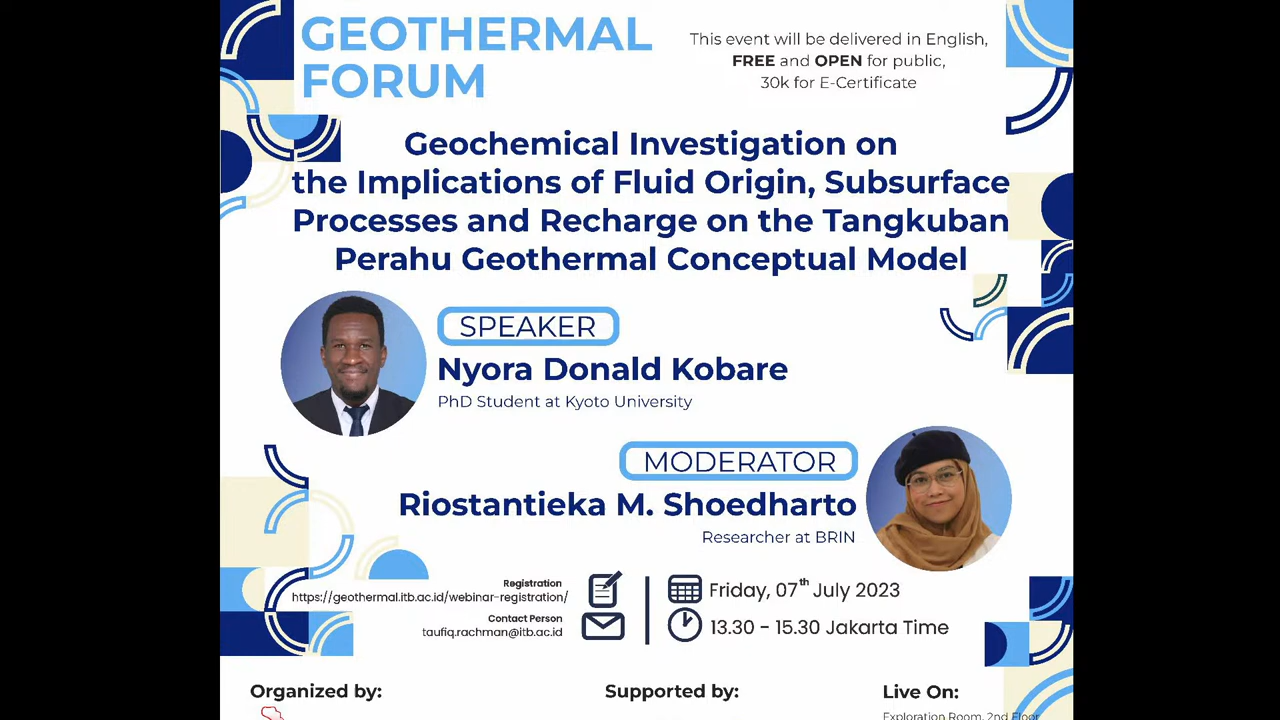 GEOTHERMAL
FORUM
This event will be delivered in English,
FREE and OPEN for public,
30k for E-Certificate
Geochemical Investigation on
the Implications of Fluid Origin, Subsurface
Processes and Recharge on the Tangkuban
Perahu Geothermal Conceptual Model
SPEAKER
Nyora Donald Kobare
PhD Student at Kyoto University
MODERATOR
Riostantieka M. Shoedharto
Researcher at BRIN
Registration
https://geothermal.itb.ac.id/webinar-registration/
Contact Person
taufiq.rachman@itb.ac.id
Friday, 07th July 2023
13.30 - 15.30 Jakarta Time
Organized by:
Supported by:
Live On:
Exploration Room, 2nd Floor